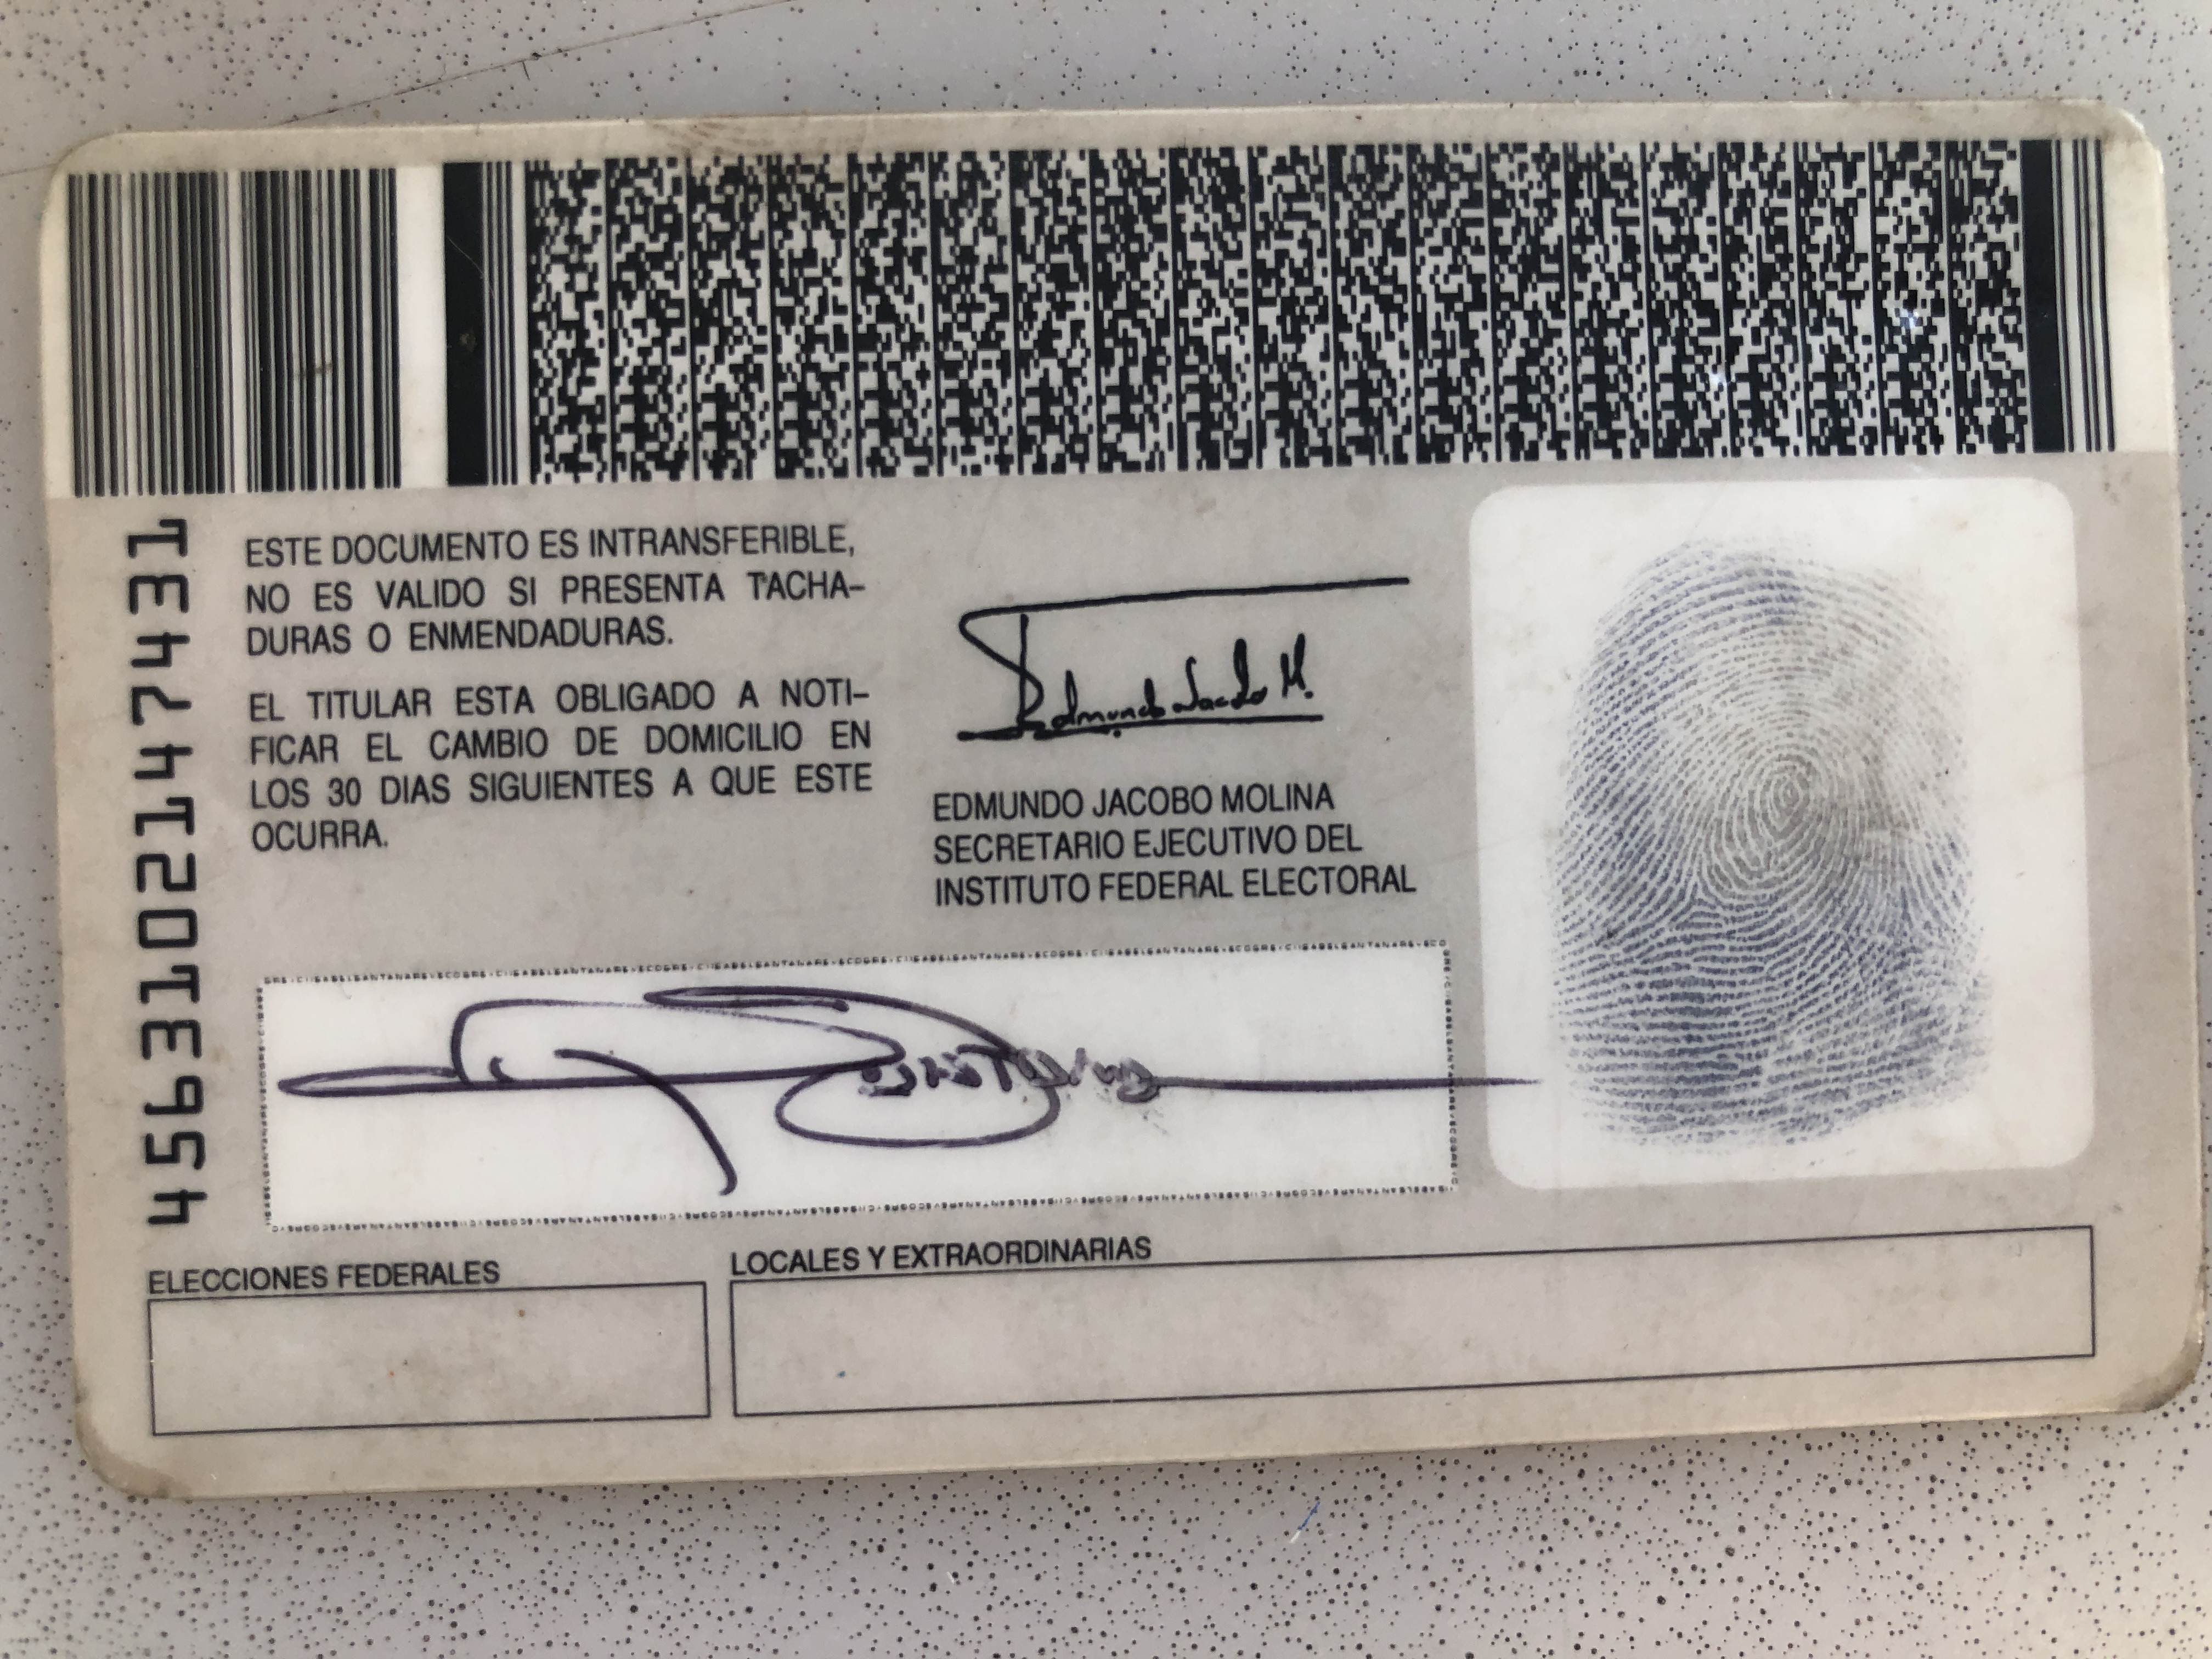 4563102147431
ESTE DOCUMENTO ES INTRANSFERIBLE,
NO ES VALIDO SI PRESENTA TACHA-
DURAS O ENMENDADURAS.
EL TITULAR ESTA OBLIGADO A NOTI-
FICAR EL CAMBIO DE DOMICILIO EN
LOS 30 DIAS SIGUIENTES A QUE ESTE
OCURRA.
Edmundo Jacobo M.
EDMUNDO JACOBO MOLINA
SECRETARIO EJECUTIVO DEL
INSTITUTO FEDERAL ELECTORAL
ELECCIONES FEDERALES
LOCALES Y EXTRAORDINARIAS